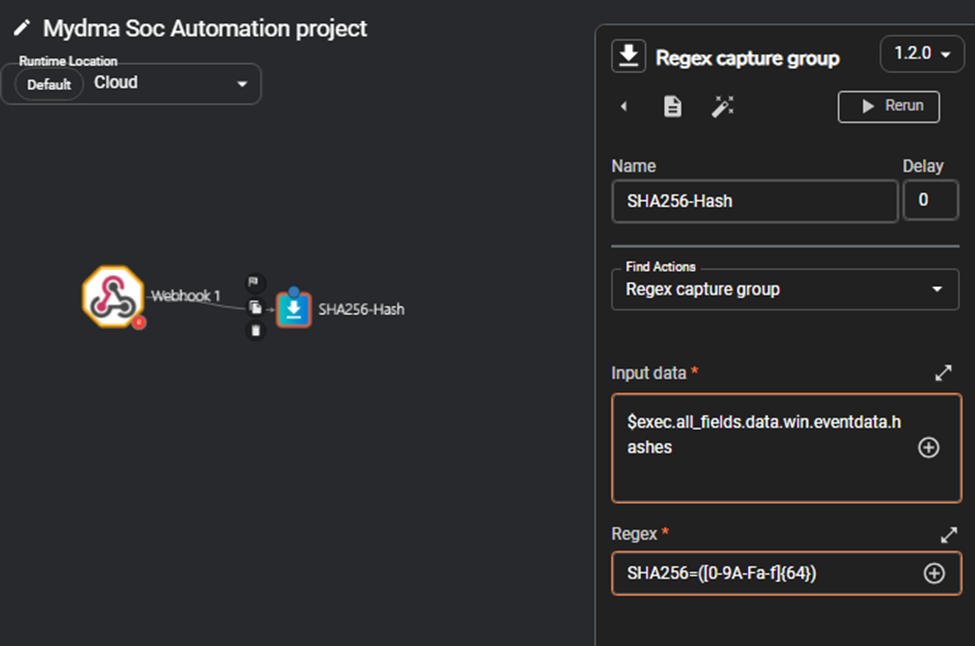 Mydma Soc Automation project
Runtime Location
Default Cloud
Webhook 1
SHA256-Hash
Regex capture group
1.2.0
Rerun
Name
Delay
SHA256-Hash
0
Find Actions
Regex capture group
Input data *
$exec.all_fields.data.win.eventdata.h
ashes
Regex *
SHA256=([0-9A-Fa-f]{64})